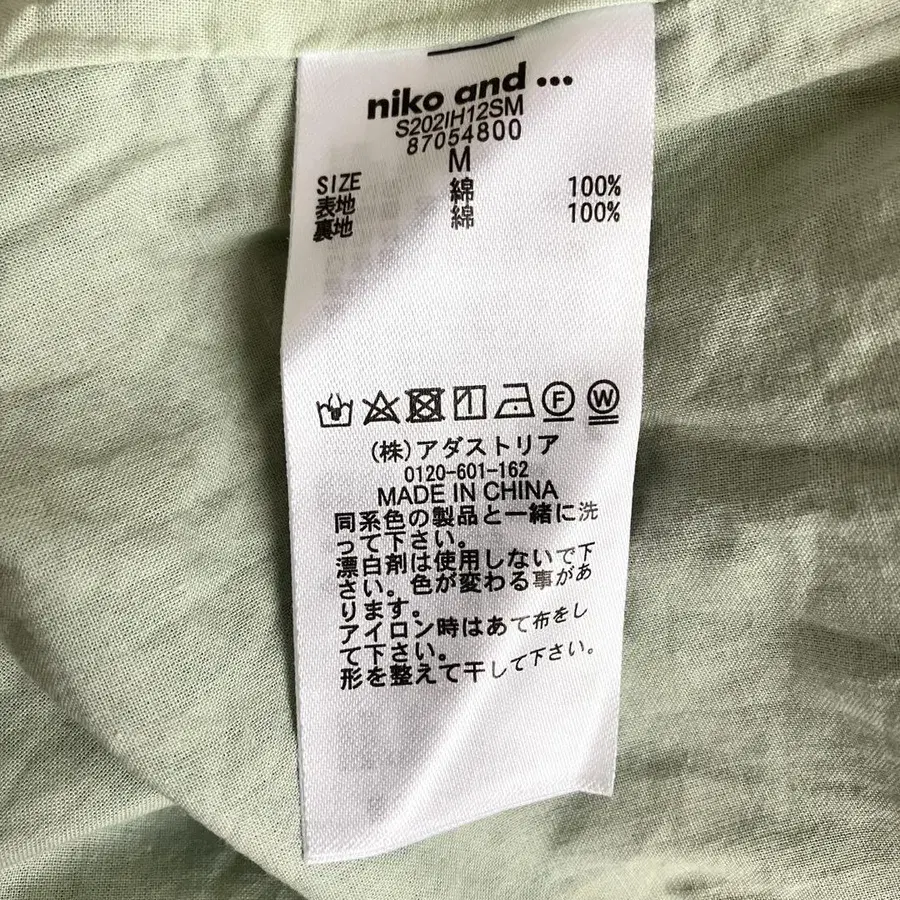 niko and ...
S202IH12SM
87054800
SIZE M
表地 綿 100%
裏地 綿 100%
F W
(株)アダストリア
0120-601-162
MADE IN CHINA
同系色の製品と一緒に洗
って下さい。
漂白剤は使用しないで下
さい。色が変わる事があ
ります。
アイロン時はあて布をし
て下さい。
形を整えて干して下さい。